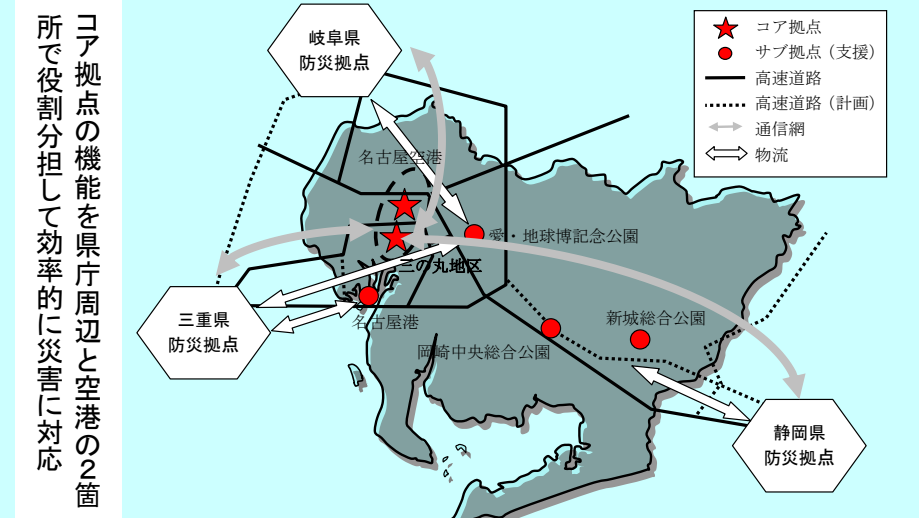 コア拠点の機能を県庁周辺と空港の２箇
所で役割分担して効率的に災害に対応
岐阜県
防災拠点
コア拠点
サブ拠点（支援）
高速道路
高速道路（計画）
通信網
物流
名古屋空港
愛・地球博記念公園
三の丸地区
名古屋港
三重県
防災拠点
新城総合公園
岡崎中央総合公園
静岡県
防災拠点